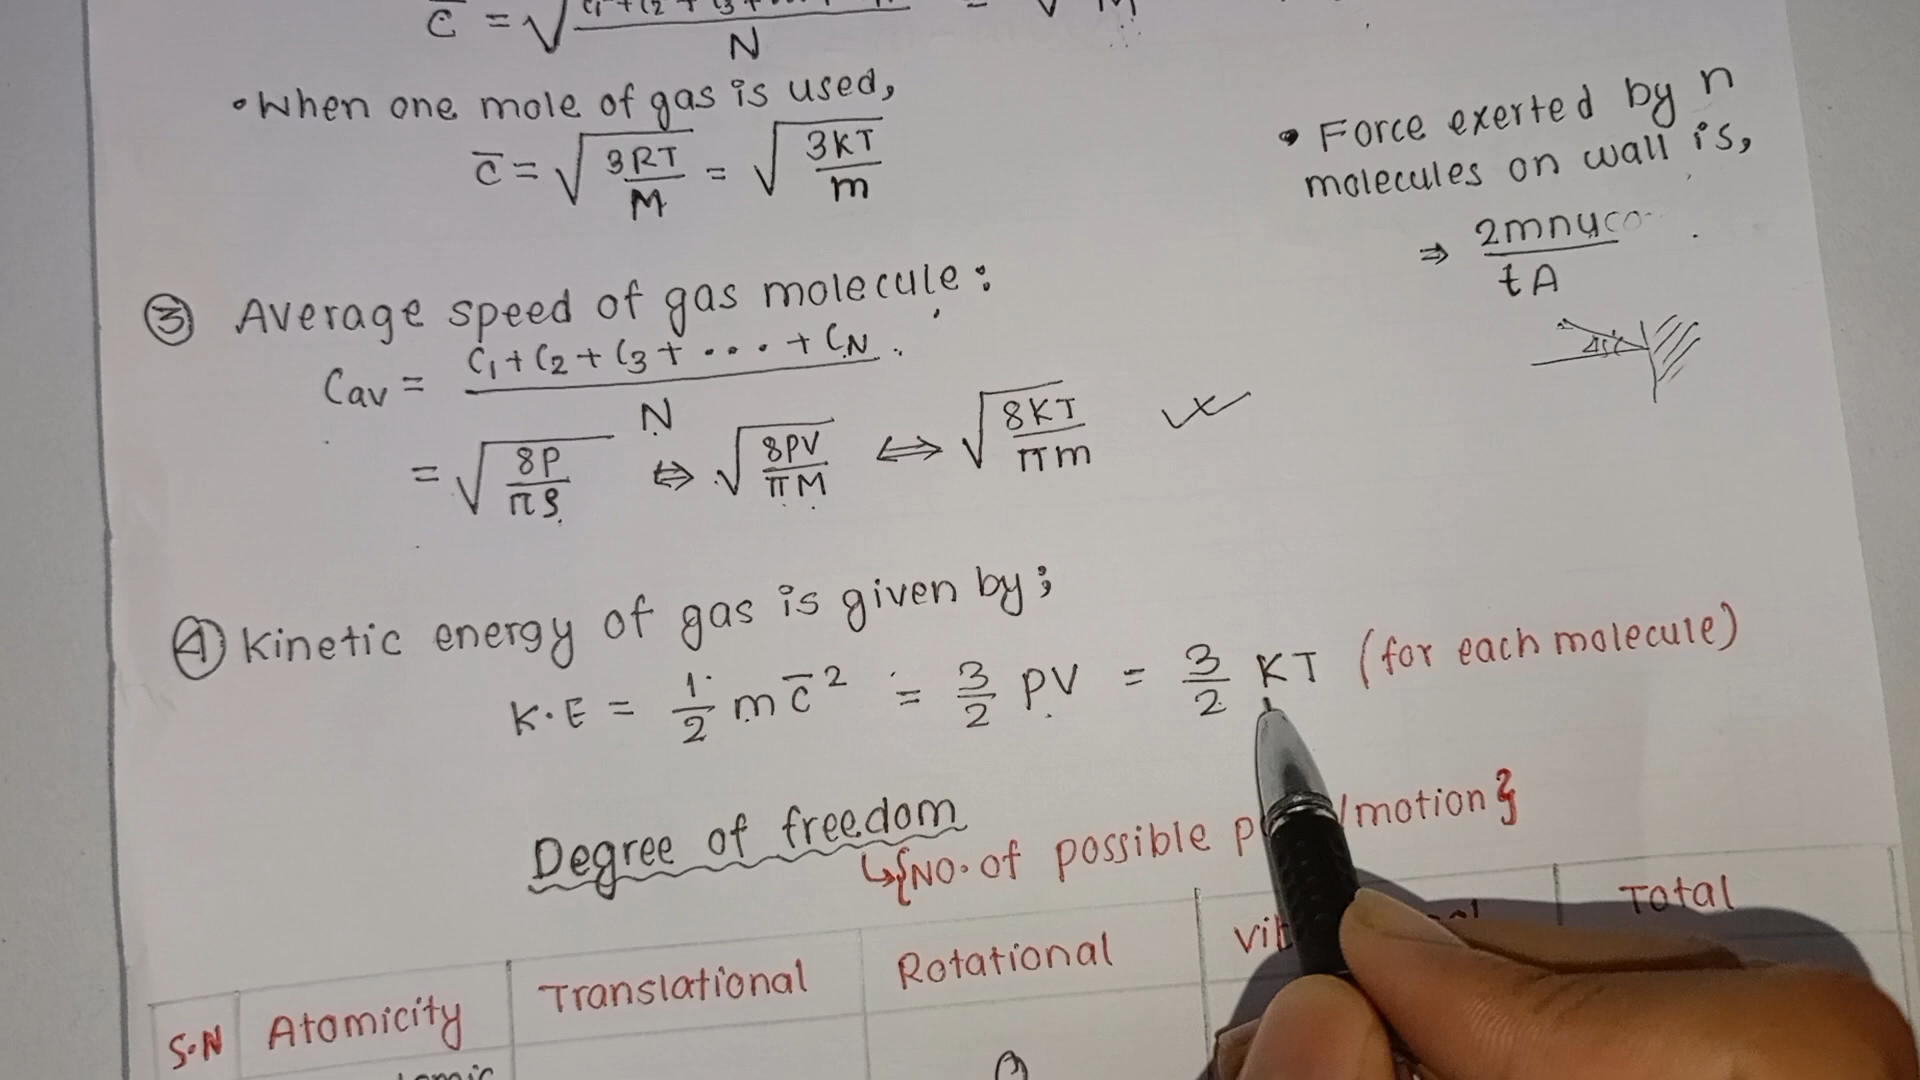 N
• When one mole of gas is used,
c̄ = √(3RT/M) = √(3KT/m)
• Force exerted by n
molecules on wall is,
⇒ 2mnu / tA
③ Average speed of gas molecule:
Cav = (C₁ + C₂ + C₃ + ... + C_N) / N
= √(8P/πρ) ⇔ √(8PV/πM) ⇔ √(8KT/πm)
④ Kinetic energy of gas is given by;
K.E = 1/2 mc̄² = 3/2 PV = 3/2 KT (for each molecule)
Degree of freedom
↳ {NO. of possible /motion}
S.N Atomicity Translational Rotational Total